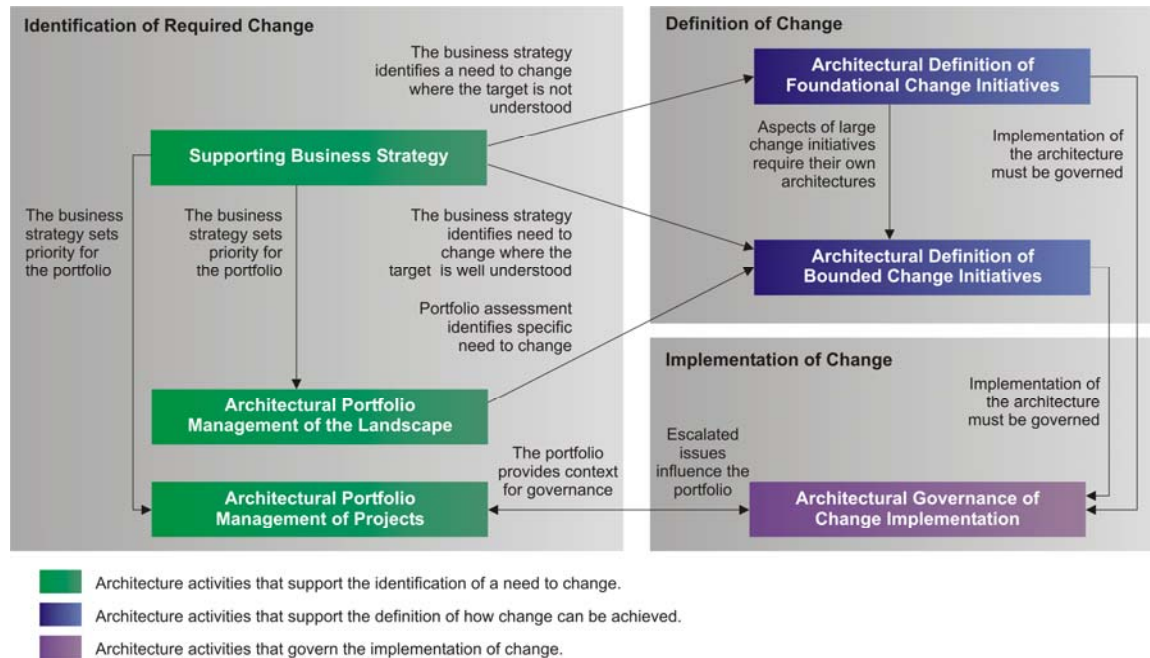 Identification of Required Change
The business strategy
identifies a need to change
where the target is not
understood
Supporting Business Strategy
The business
strategy sets
priority for
the portfolio
The business
strategy sets
priority for
the portfolio
The business strategy
identifies need to
change where the
target is well understood
Portfolio assessment
identifies specific
need to change
Architectural Portfolio
Management of the Landscape
The portfolio
provides context
for governance
Architectural Portfolio
Management of Projects
Definition of Change
Architectural Definition of
Foundational Change Initiatives
Aspects of large
change initiatives
require their own
architectures
Implementation of
the architecture
must be governed
Architectural Definition of
Bounded Change Initiatives
Implementation of Change
Implementation of
the architecture
must be governed
Escalated
issues
influence the
portfolio
Architectural Governance of
Change Implementation
Architecture activities that support the identification of a need to change.
Architecture activities that support the definition of how change can be achieved.
Architecture activities that govern the implementation of change.